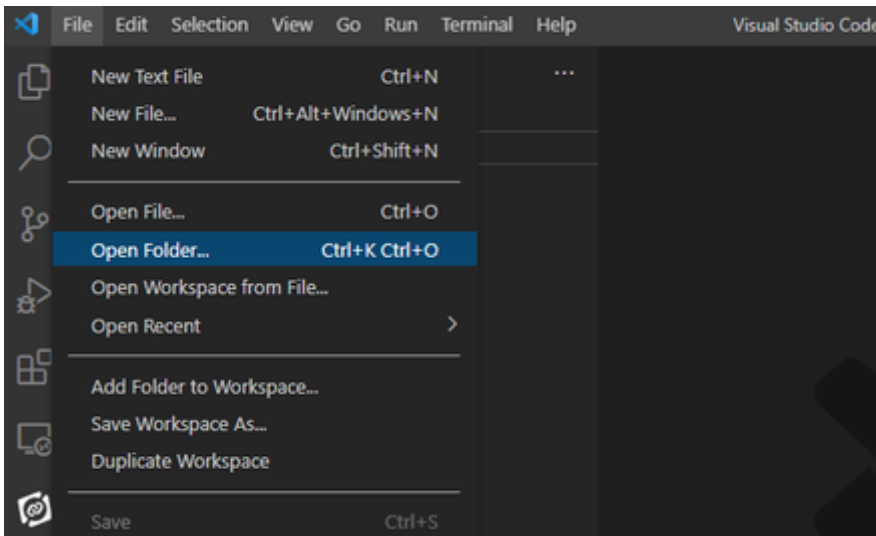 File Edit Selection View Go Run Terminal Help Visual Studio Code
New Text File Ctrl+N
...
New File... Ctrl+Alt+Windows+N
New Window Ctrl+Shift+N
Open File... Ctrl+O
Open Folder... Ctrl+K Ctrl+O
Open Workspace from File...
Open Recent
Add Folder to Workspace...
Save Workspace As...
Duplicate Workspace
Save Ctrl+S